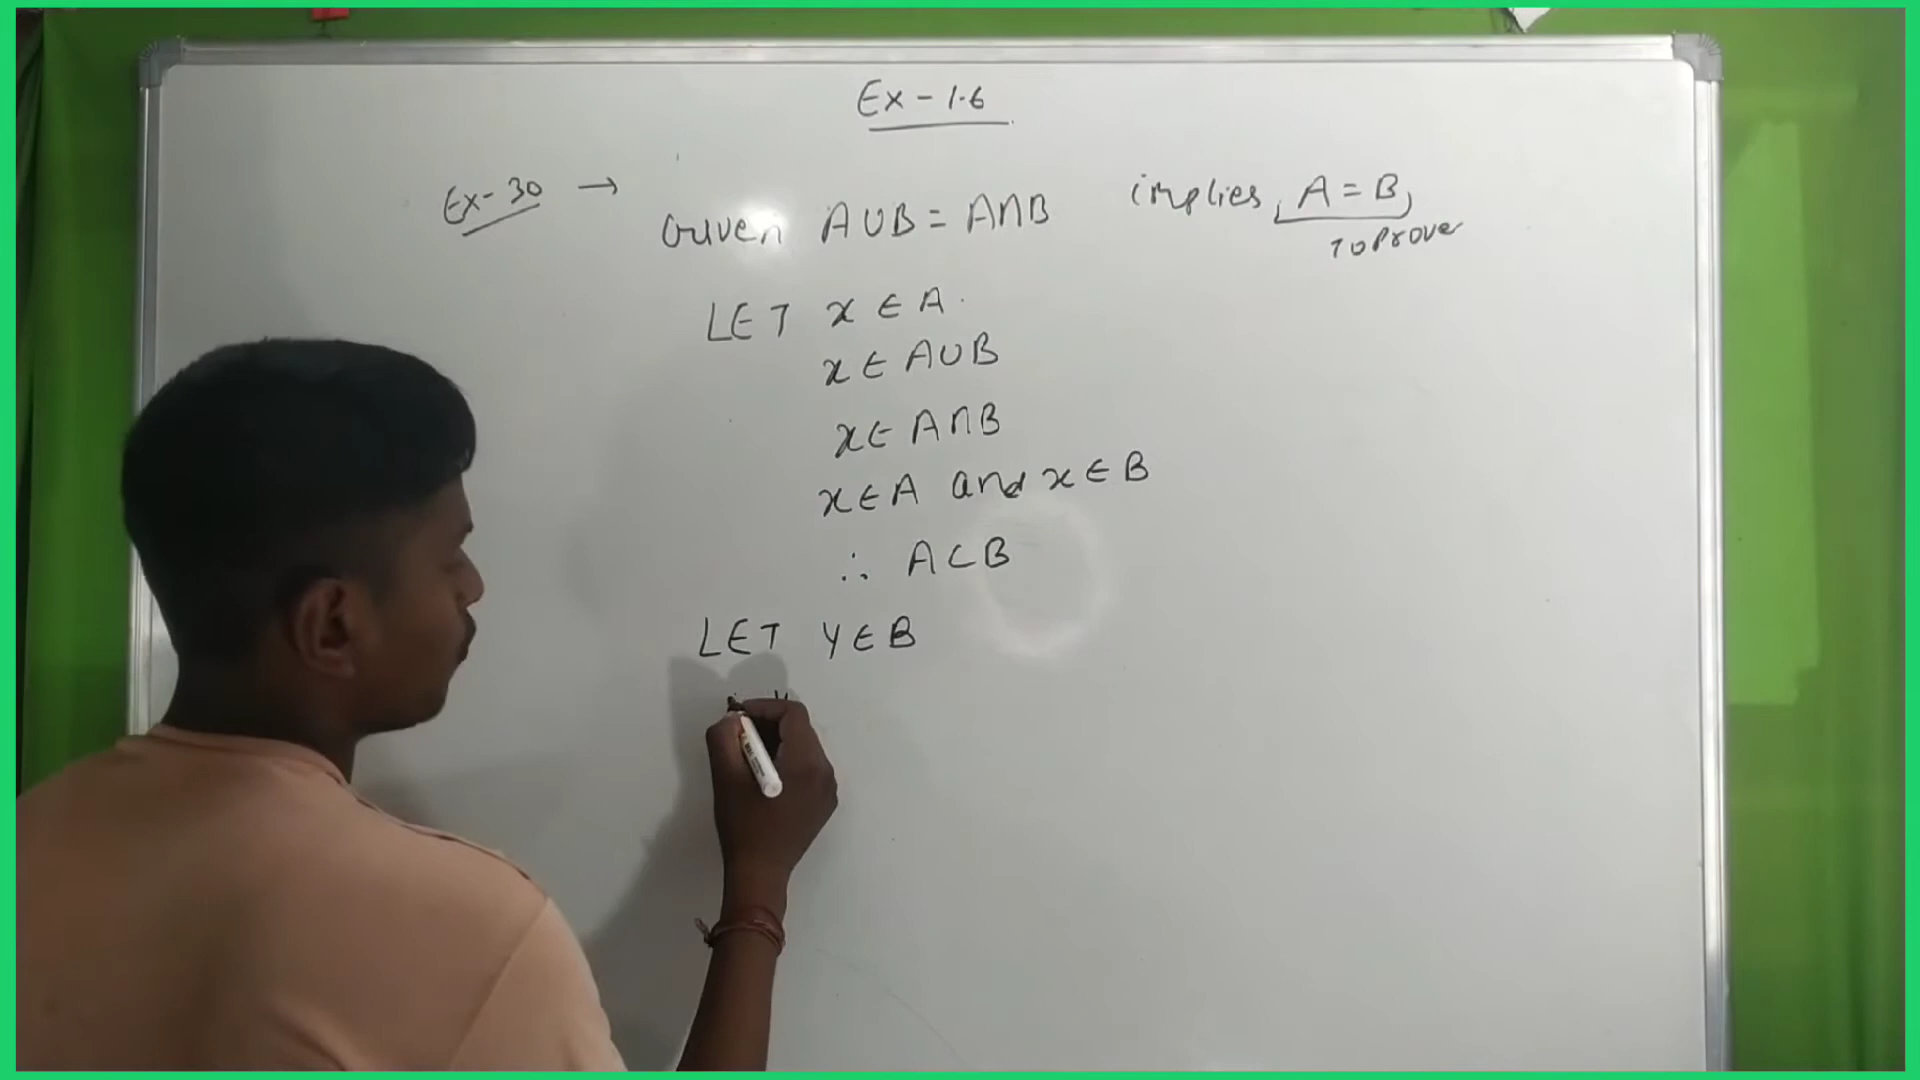 Ex - 1.6
Ex- 30 → Given A∪B = A∩B implies A = B
To Prove
LET x ∈ A.
x ∈ A∪B
x ∈ A∩B
x ∈ A and x ∈ B
∴ A ⊂ B
LET y ∈ B